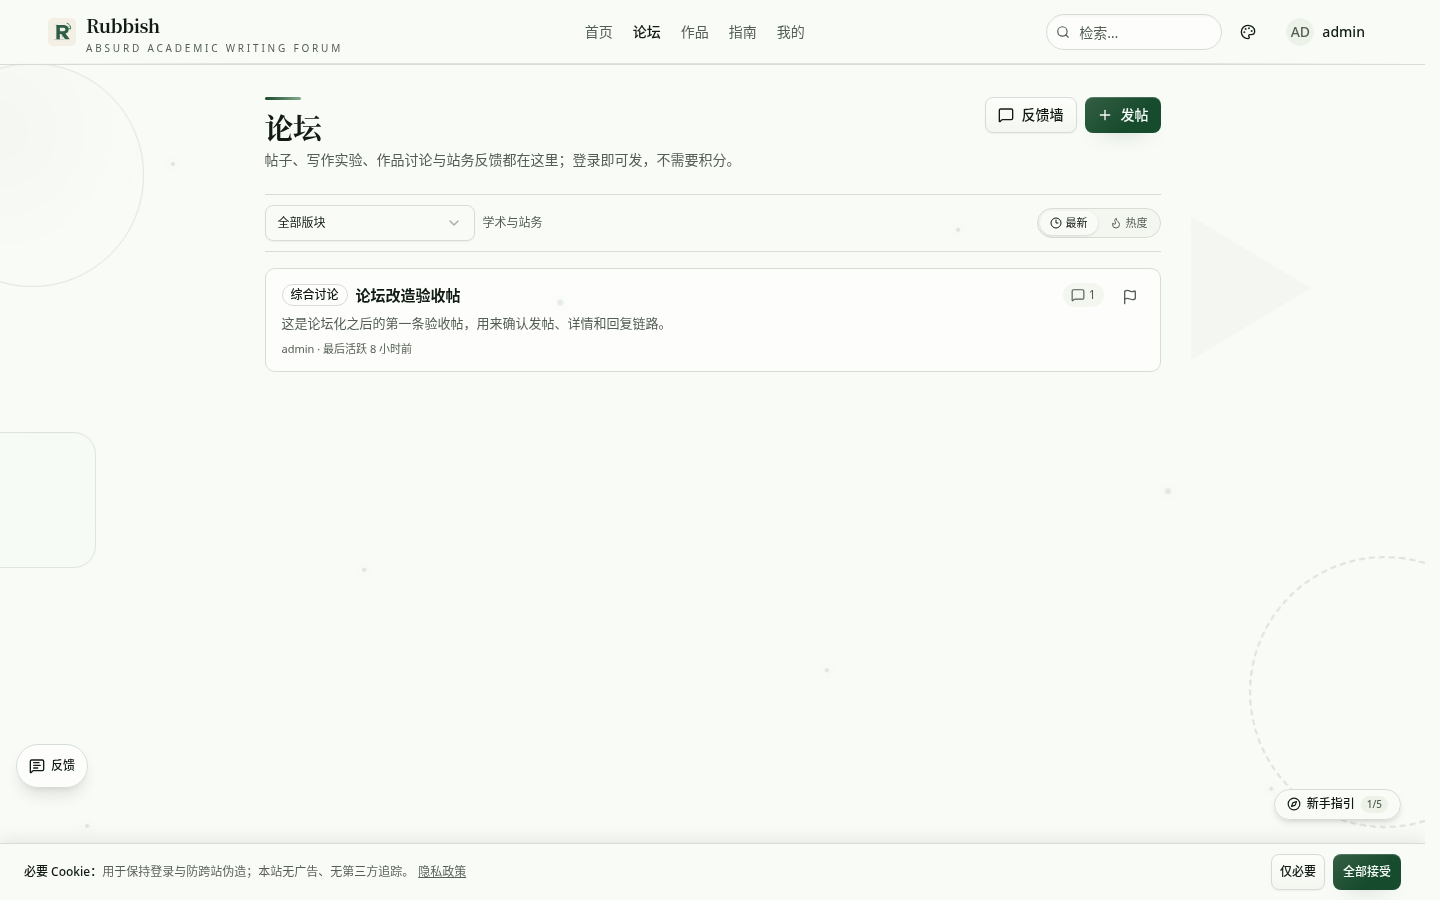 Rubbish
ABSURD ACADEMIC WRITING FORUM
首页 论坛 作品 指南 我的
检索...
AD admin
论坛
反馈墙
发帖
帖子、写作实验、作品讨论与站务反馈都在这里；登录即可发，不需要积分。
全部版块 学术与站务
最新 热度
综合讨论 论坛改造验收帖 1
这是论坛化之后的第一条验收帖，用来确认发帖、详情和回复链路。
admin · 最后活跃 8 小时前
反馈
新手指引 1/5
必要 Cookie：用于保持登录与防跨站伪造；本站无广告、无第三方追踪。 隐私政策
仅必要 全部接受